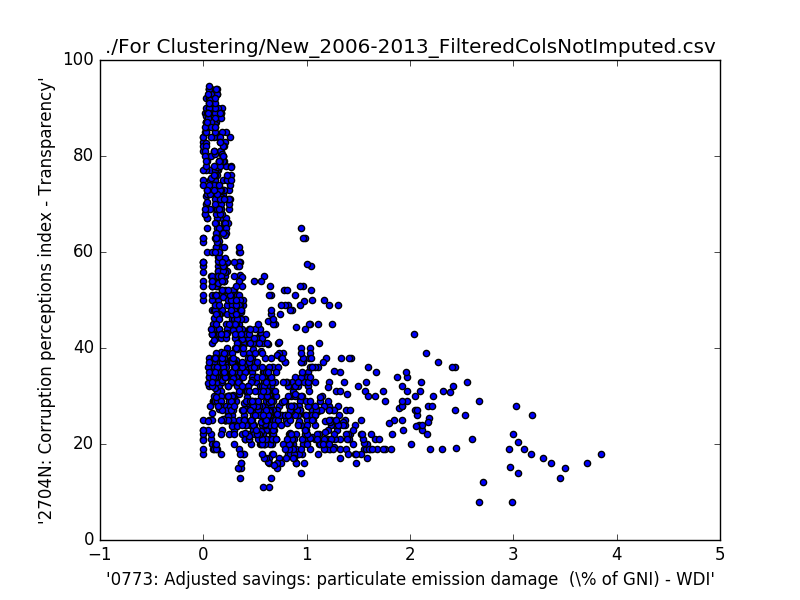 ./For Clustering/New_2006-2013_FilteredColsNotImputed.csv
100
80
60
40
20
0
'2704N: Corruption perceptions index - Transparency'
−1 0 1 2 3 4 5
'0773: Adjusted savings: particulate emission damage  (\% of GNI) - WDI'